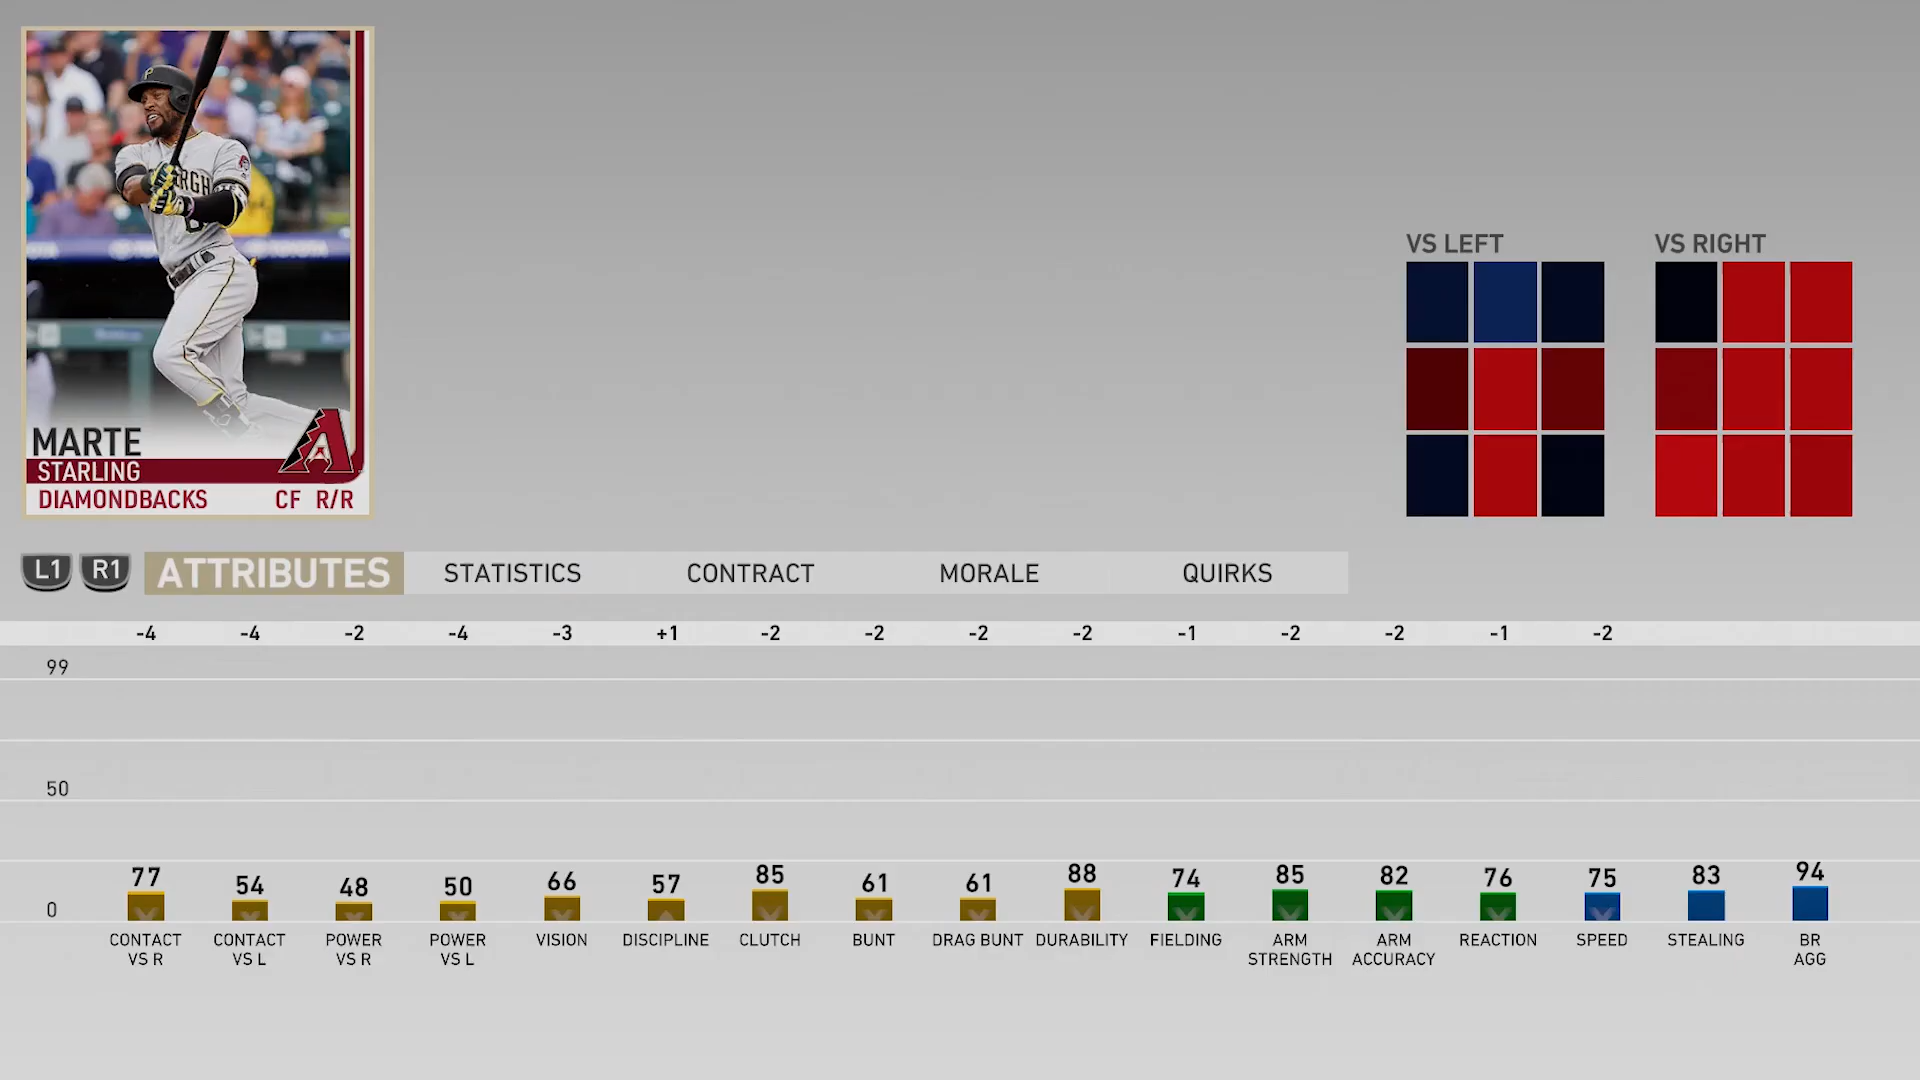 MARTE
STARLING
DIAMONDBACKS CF R/R
VS LEFT VS RIGHT
L1 R1 ATTRIBUTES STATISTICS CONTRACT MORALE QUIRKS
-4 -4 -2 -4 -3 +1 -2 -2 -2 -2 -1 -2 -2 -1 -2
99
50
0
77 54 48 50 66 57 85 61 61 88 74 85 82 76 75 83 94
CONTACT VS R
CONTACT VS L
POWER VS R
POWER VS L
VISION
DISCIPLINE
CLUTCH
BUNT
DRAG BUNT
DURABILITY
FIELDING
ARM STRENGTH
ARM ACCURACY
REACTION
SPEED
STEALING
BR AGG